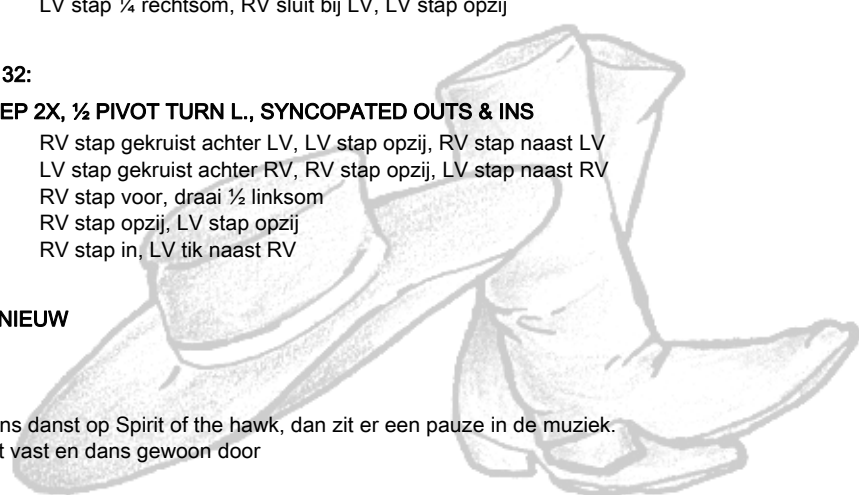 LV stap ¼ rechtsom, RV sluit bij LV, LV stap opzij
32:
EP 2X, ½ PIVOT TURN L., SYNCOPATED OUTS & INS
RV stap gekruist achter LV, LV stap opzij, RV stap naast LV
LV stap gekruist achter RV, RV stap opzij, LV stap naast RV
RV stap voor, draai ½ linksom
RV stap opzij, LV stap opzij
RV stap in, LV tik naast RV
NIEUW
ns danst op Spirit of the hawk, dan zit er een pauze in de muziek.
t vast en dans gewoon door